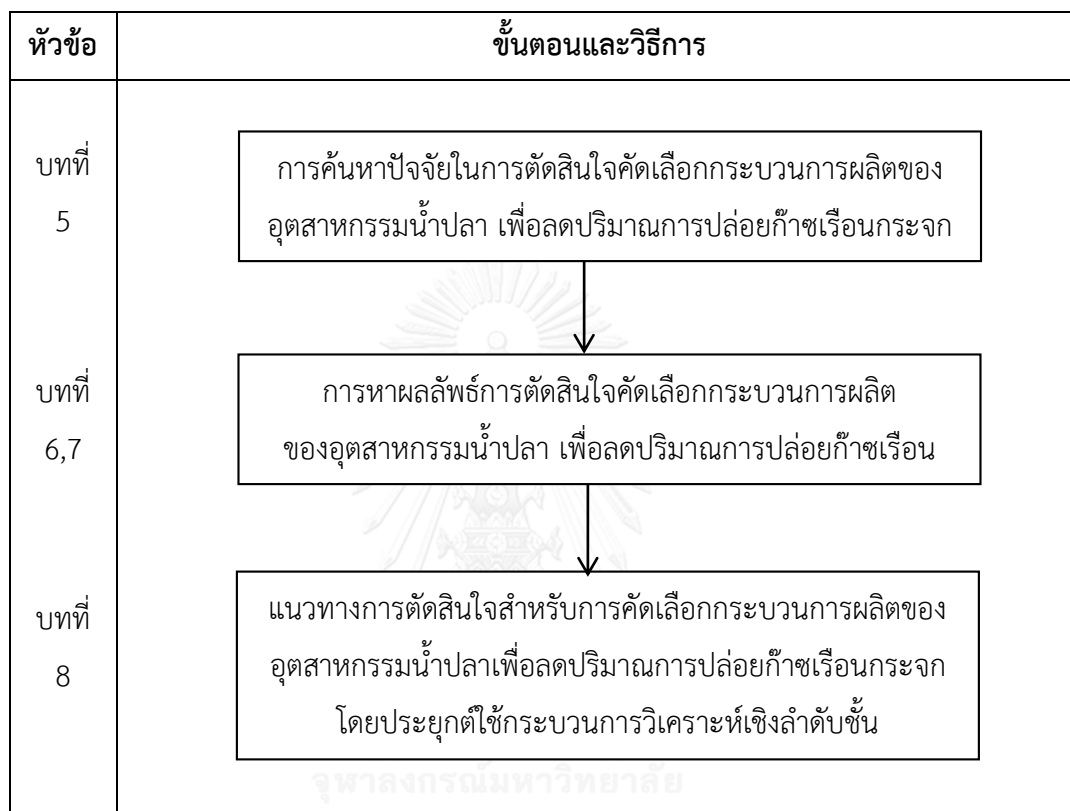 หัวข้อ
ขั้นตอนและวิธีการ
บทที่
5
การค้นหาปัจจัยในการตัดสินใจคัดเลือกกระบวนการผลิตของ
อุตสาหกรรมน้ำปลา เพื่อลดปริมาณการปล่อยก๊าซเรือนกระจก
บทที่
6,7
การหาผลลัพธ์การตัดสินใจคัดเลือกกระบวนการผลิต
ของอุตสาหกรรมน้ำปลา เพื่อลดปริมาณการปล่อยก๊าซเรือน
บทที่
8
แนวทางการตัดสินใจสำหรับการคัดเลือกกระบวนการผลิตของ
อุตสาหกรรมน้ำปลาเพื่อลดปริมาณการปล่อยก๊าซเรือนกระจก
โดยประยุกต์ใช้กระบวนการวิเคราะห์เชิงลำดับชั้น
จุฬาลงกรณ์มหาวิทยาลัย